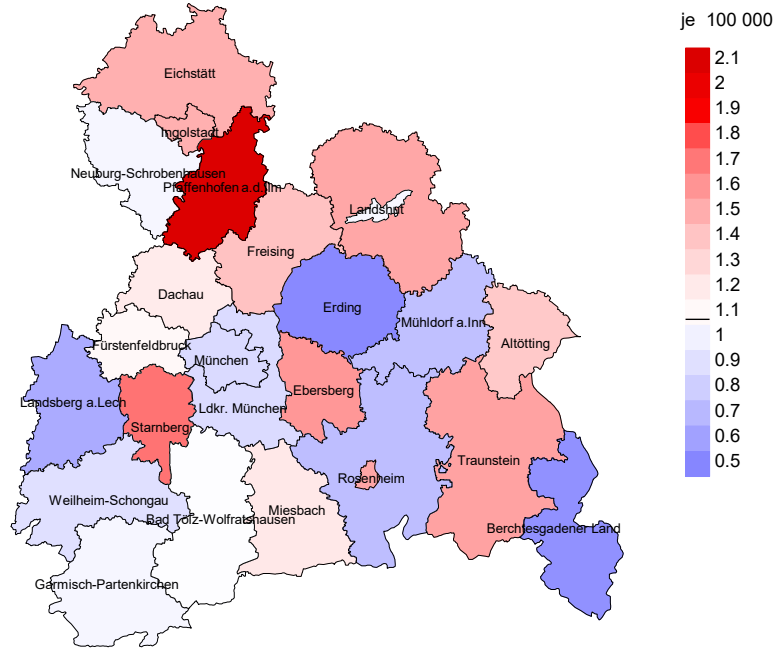 je 100 000
2.1
2
1.9
1.8
1.7
1.6
1.5
1.4
1.3
1.2
1.1
1
0.9
0.8
0.7
0.6
0.5
Eichstätt
Ingolstadt
Neuburg-Schrobenhausen
Pfaffenhofen a.d.Ilm
Landshut
Freising
Dachau
Erding
Mühldorf a.Inn
Altötting
Fürstenfeldbruck
München
Ebersberg
Landsberg a.Lech
Ldkr. München
Starnberg
Traunstein
Rosenheim
Weilheim-Schongau
Miesbach
Bad Tölz-Wolfratshausen
Berchtesgadener Land
Garmisch-Partenkirchen